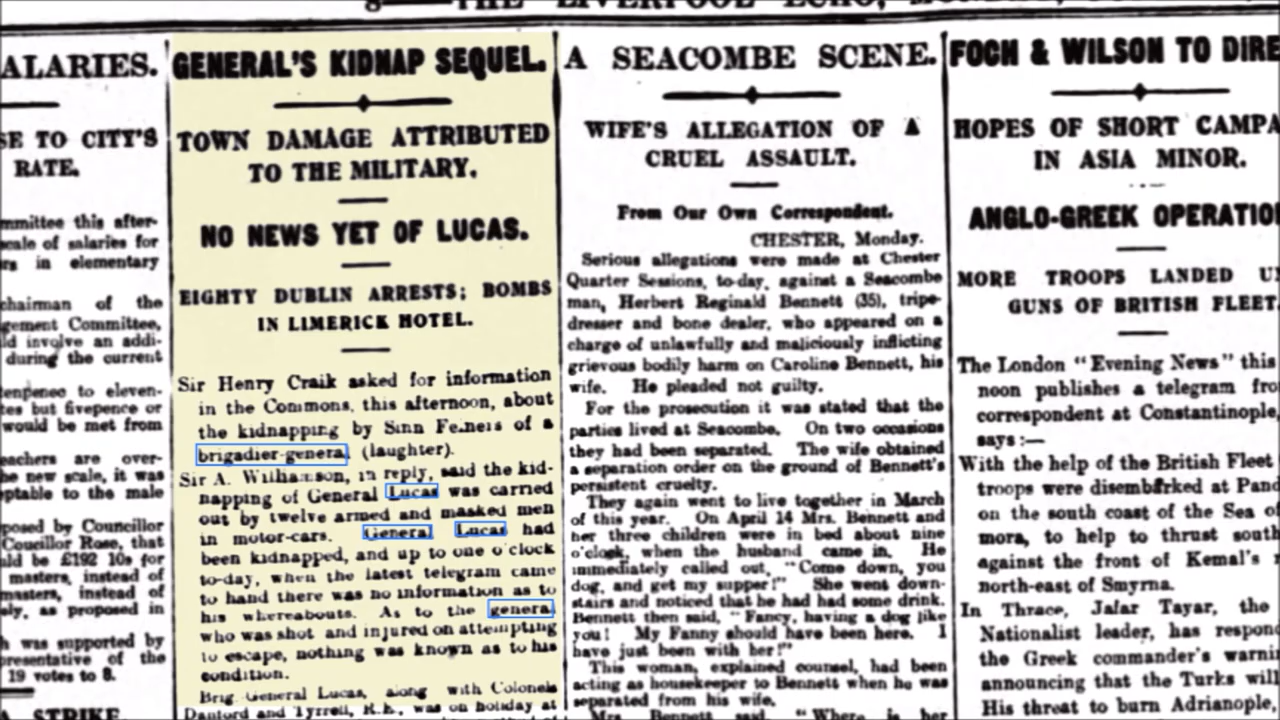 8 THE LIVERPOOL ECHO, MONDAY,
ALARIES.
SE TO CITY'S
RATE.
mmittee this after-
scale of salaries for
rs in elementary
chairman of the
gement Committee,
ld involve an addi-
during the current
tenpence to eleven-
tes but fivepence or
would be met from
eachers are over-
he new scale, it was
ptable to the male
posed by Councillor
Coucillor Rose, that
ld be £192 10s for
masters, instead of
masters, instead of
ely, as proposed in
h was supported by
presentative of the
19 votes to 8.
A STRIKE.
GENERAL'S KIDNAP SEQUEL.
TOWN DAMAGE ATTRIBUTED
TO THE MILITARY.
NO NEWS YET OF LUCAS.
EIGHTY DUBLIN ARRESTS; BOMBS
IN LIMERICK HOTEL.
Sir Henry Craik asked for information
in the Commons, this afternoon, about
the kidnapping by Sinn Feiners of a
brigadier-general (laughter).
Sir A. Williamson, in reply, said the kid-
napping of General Lucas was carried
out by twelve armed and masked men
in motor-cars. General Lucas had
been kidnapped, and up to one o'clock
to-day, when the latest telegram came
to hand there was no information as to
his whereabouts. As to the general
who was shot and injured on attempting
to escape, nothing was known as to his
condition.
Brig-General Lucas, along with Colonels
Danford and Tyrrell, R.E., was on holiday at
A SEACOMBE SCENE.
WIFE'S ALLEGATION OF A
CRUEL ASSAULT.
From Our Own Correspondent.
CHESTER, Monday.
Serious allegations were made at Chester
Quarter Sessions, to-day, against a Seacombe
man, Herbert Reginald Bennett (35), tripe-
dresser and bone dealer, who appeared on a
charge of unlawfully and maliciously inflicting
grievous bodily harm on Caroline Bennett, his
wife. He pleaded not guilty.
For the prosecution it was stated that the
parties lived at Seacombe. On two occasions
they had been separated. The wife obtained
a separation order on the ground of Bennett's
persistent cruelty.
They again went to live together in March
of this year. On April 14 Mrs. Bennett and
her three children were in bed about nine
o'clock, when the husband came in. He
immediately called out, "Come down, you
dog, and get my supper!" She went down-
stairs and noticed that he had had some drink.
Bennett then said, "Fancy, having a dog like
you! My Fanny should have been here. I
have just been with her!"
This woman, explained counsel, had been
acting as housekeeper to Bennett when he was
separated from his wife.
Mrs. Bennett said, "Where is her
FOCH & WILSON TO DIRE
HOPES OF SHORT CAMPA
IN ASIA MINOR.
ANGLO-GREEK OPERATION
MORE TROOPS LANDED U
GUNS OF BRITISH FLEET
The London "Evening News" this
noon publishes a telegram fro
correspondent at Constantinople,
says:—
With the help of the British Fleet
troops were disembarked at Pand
on the south coast of the Sea of
mora, to help to thrust south
against the front of Kemal's
north-east of Smyrna.
In Thrace, Jafar Tayar, the
Nationalist leader, has respon
the Greek commander's warnin
announcing that the Turks will
His threat to burn Adrianople,